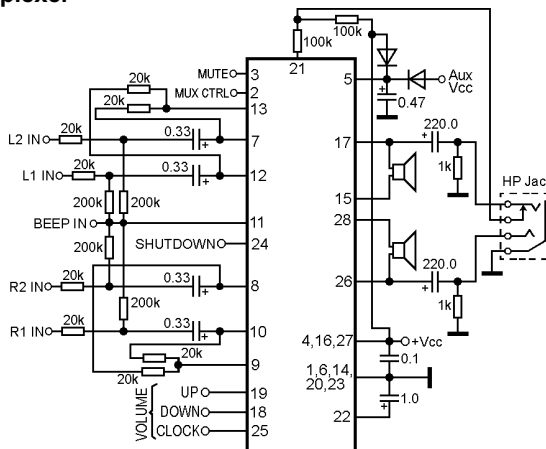 100k
100k
21
MUTE 3
MUX CTRL 2
20k
20k
13
5
Aux
Vcc
+
0.47
L2 IN 20k
0.33
+
7
17
220.0
+
1k
HP Jac
L1 IN 20k
0.33
+
12
200k
200k
15
BEEP IN
11
28
200k
SHUTDOWN 24
R2 IN 20k
0.33
+
8
26
220.0
+
1k
200k
R1 IN 20k
0.33
+
10
4,16,27
+Vcc
20k
20k
9
0.1
1,6,14,
20,23
VOLUME
UP 19
+
1.0
DOWN 18
22
CLOCK 25